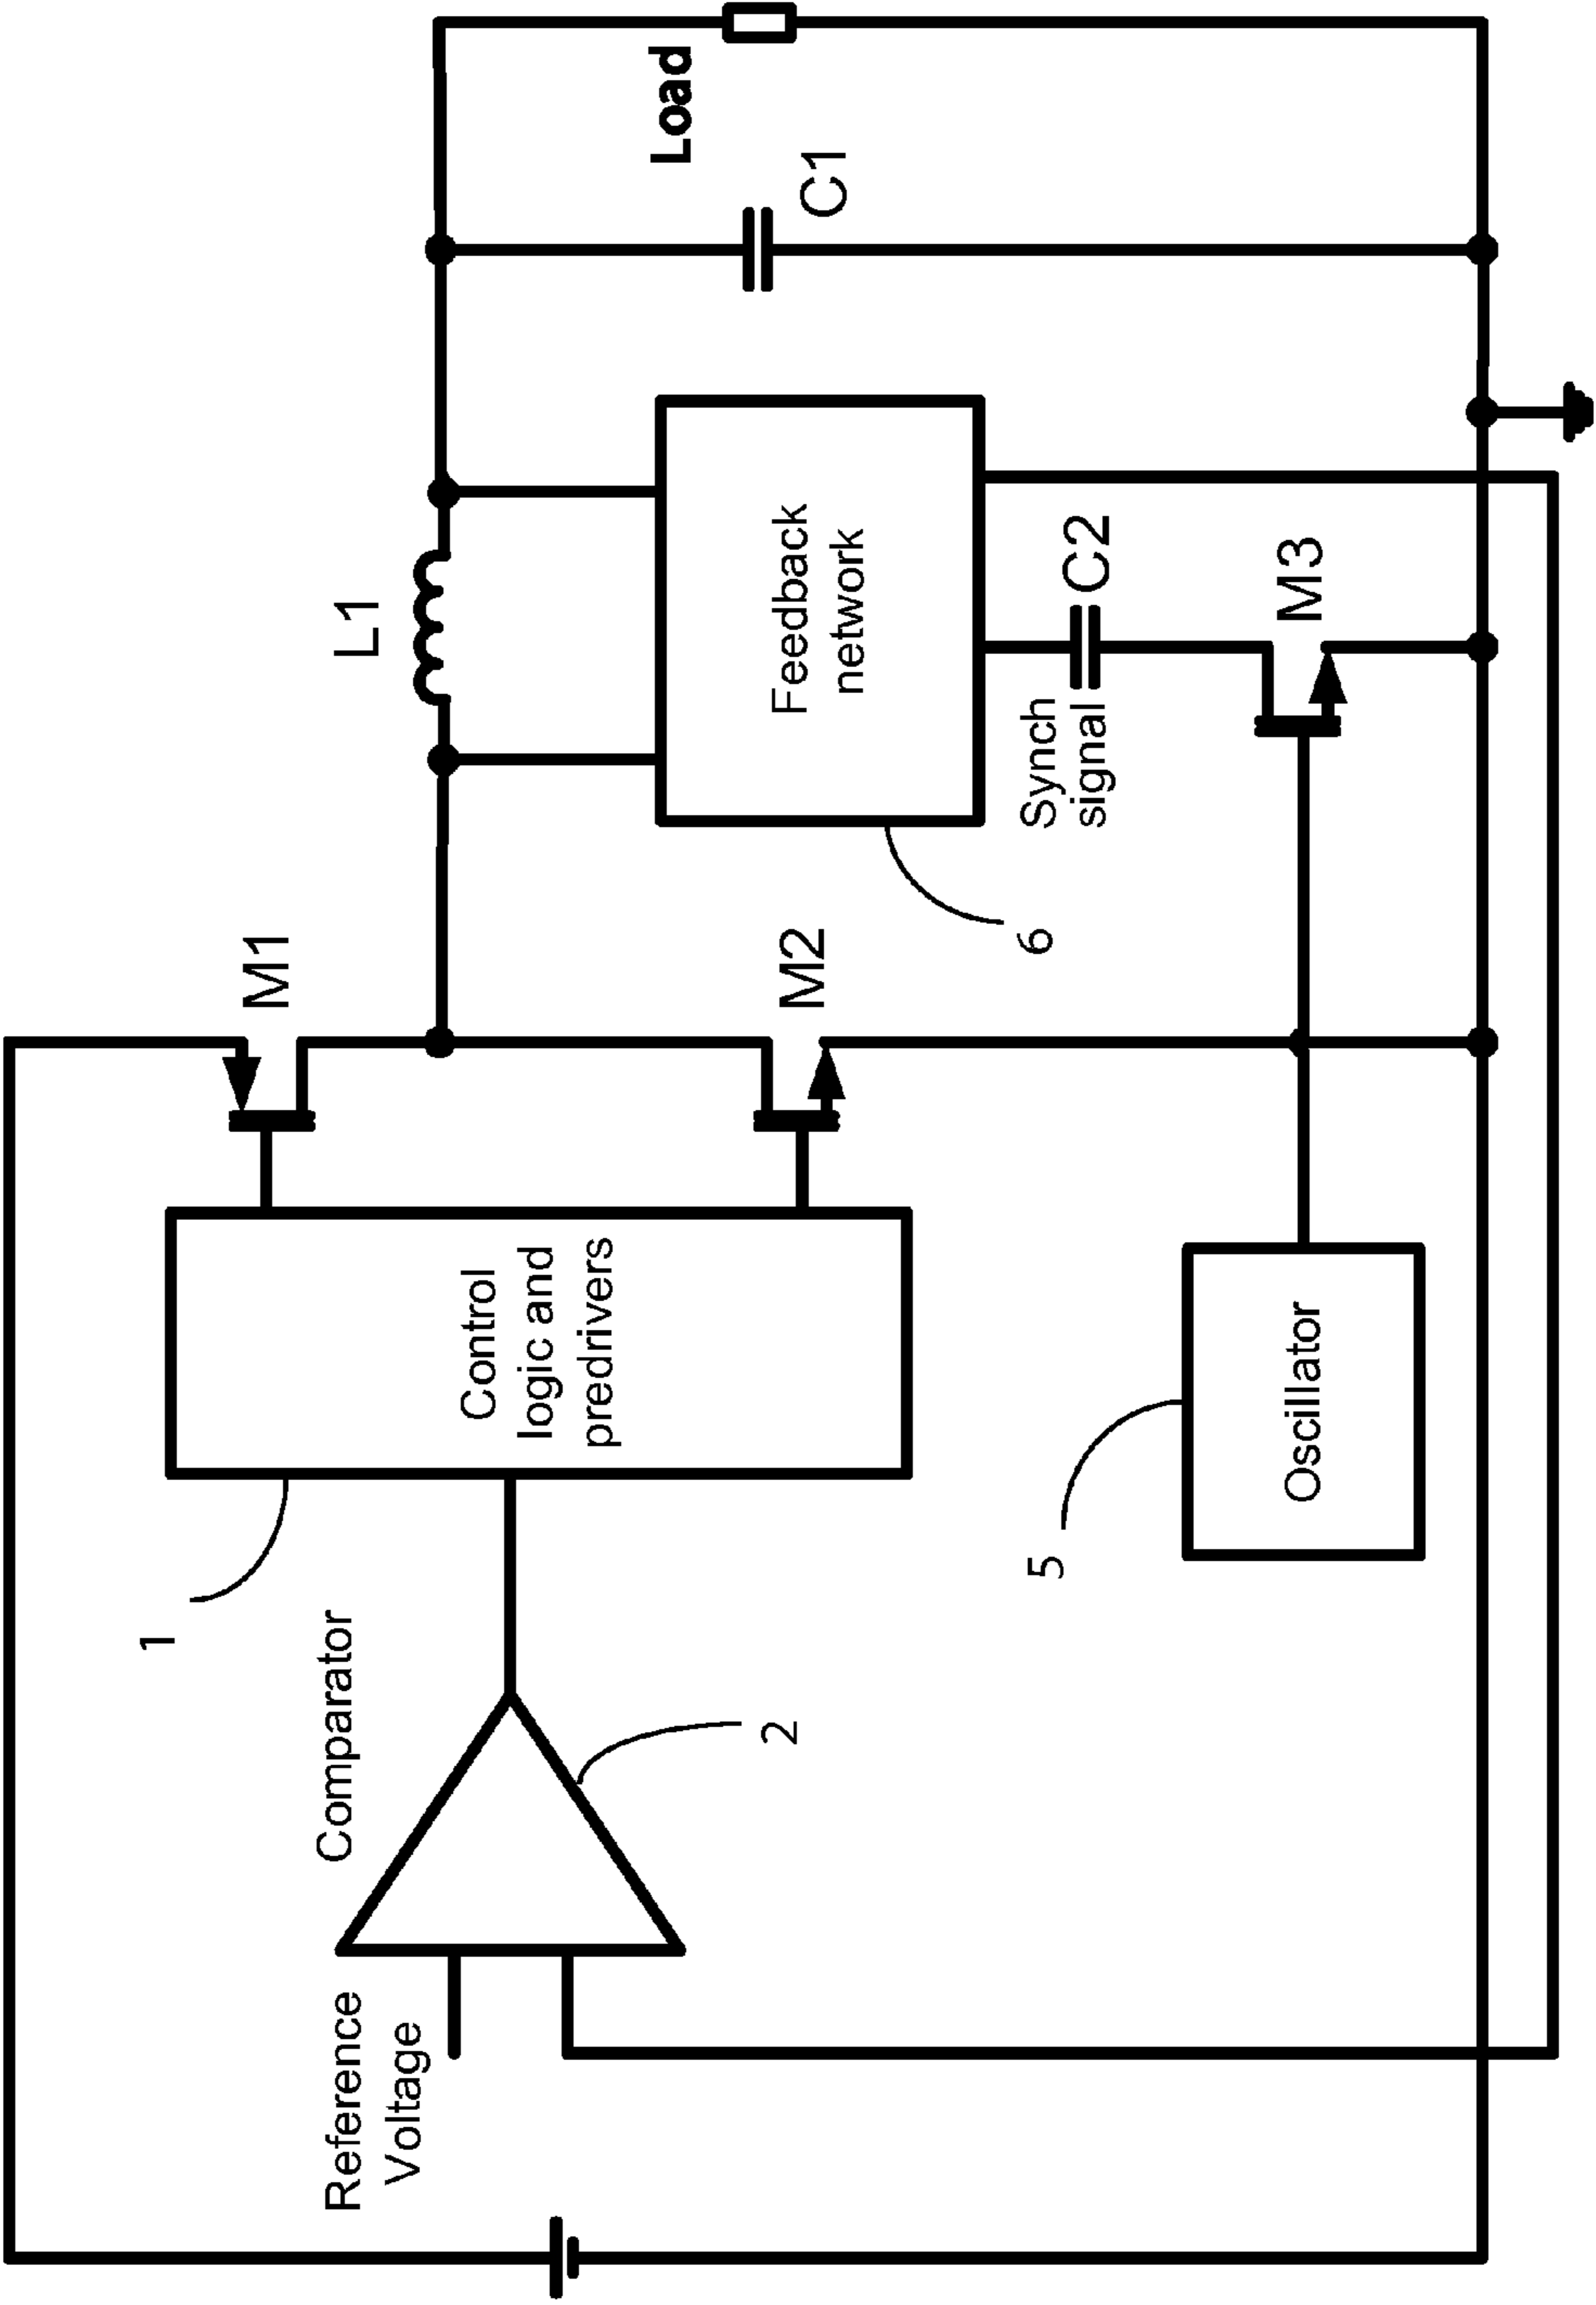 Reference
Voltage
Comparator
2
1
Control
logic and
predrivers
5
Oscillator
M1
M2
6
L1
Feedback
network
Synch
signal
C2
M3
C1
Load